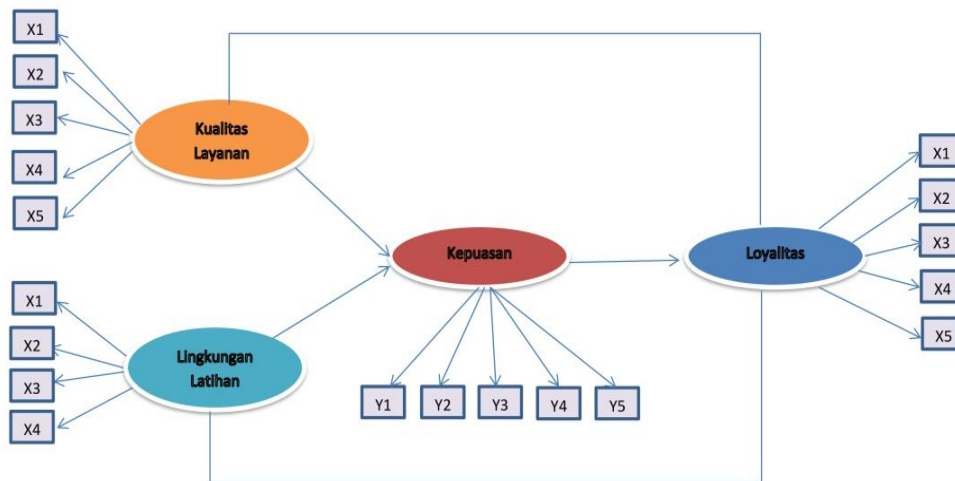 X1
X2
X3
X4
X5
Kualitas
Layanan
X1
X2
X3
X4
Lingkungan
Latihan
Kepuasan
Y1
Y2
Y3
Y4
Y5
Loyalitas
X1
X2
X3
X4
X5